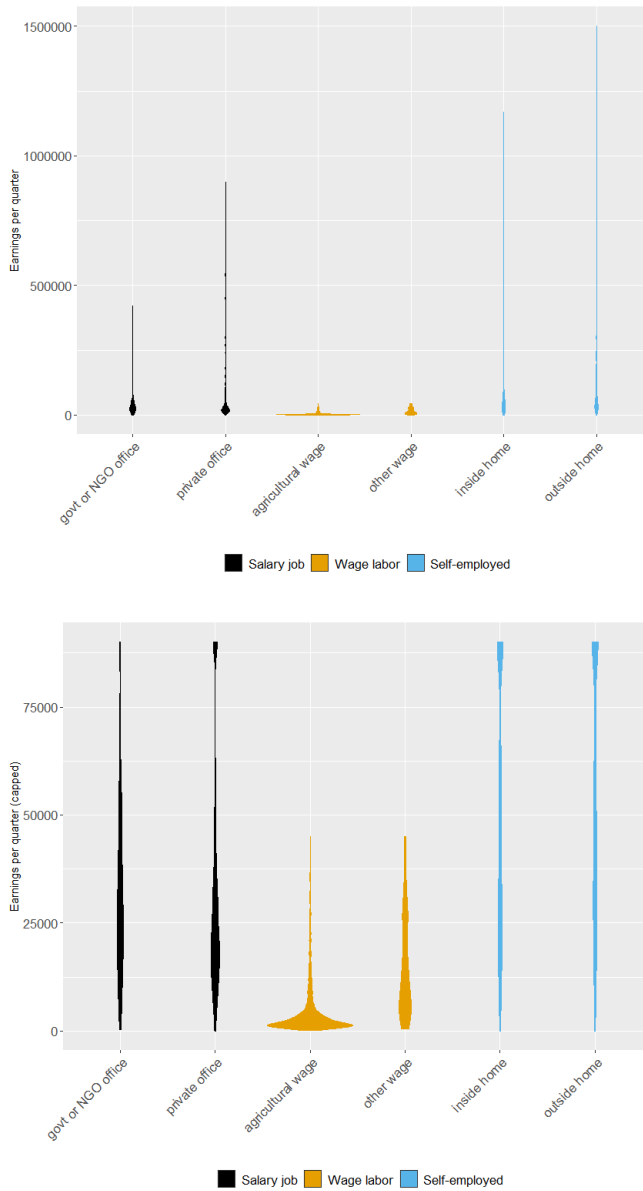 1500000
1000000
500000
0
Earnings per quarter
govt or NGO office
private office
agricultural wage
other wage
inside home
outside home
Salary job Wage labor Self-employed
75000
50000
25000
0
Earnings per quarter (capped)
govt or NGO office
private office
agricultural wage
other wage
inside home
outside home
Salary job Wage labor Self-employed